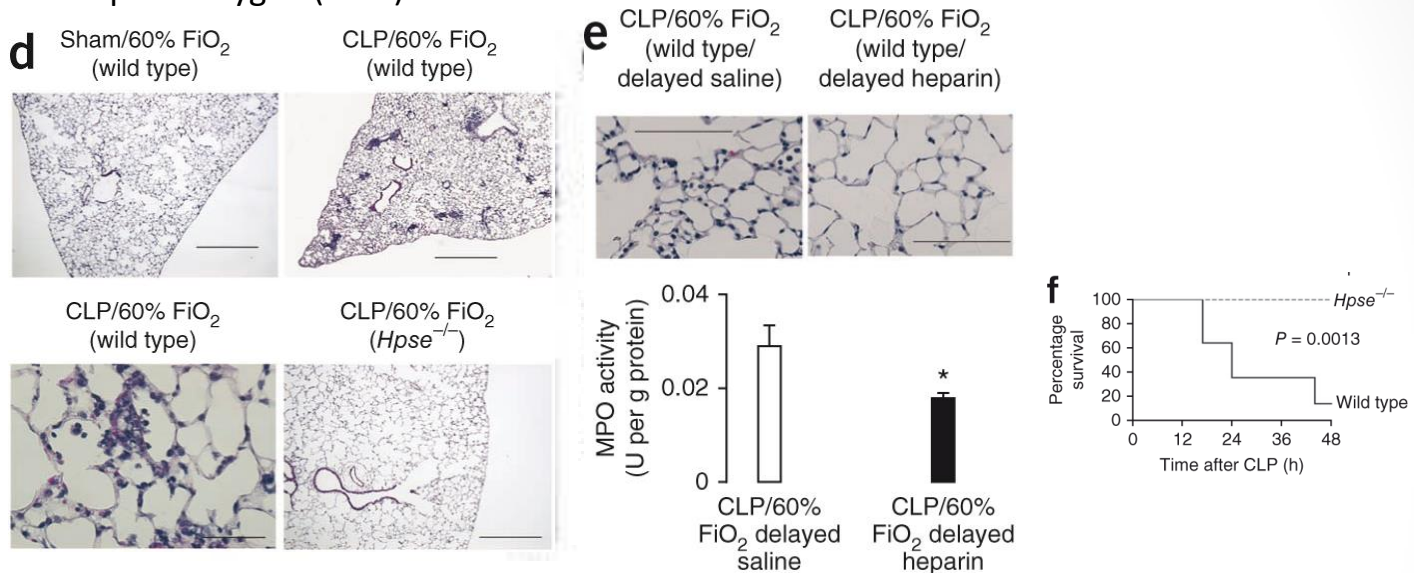 d
Sham/60% FiO2
(wild type)
CLP/60% FiO2
(wild type)
CLP/60% FiO2
(wild type)
CLP/60% FiO2
(Hpse−/−)
e
CLP/60% FiO2
(wild type/
delayed saline)
CLP/60% FiO2
(wild type/
delayed heparin)
MPO activity
(U per g protein)
0.04
0.02
0
*
CLP/60%
FiO2 delayed
saline
CLP/60%
FiO2 delayed
heparin
f
Percentage
survival
100
80
60
40
20
0
Hpse−/−
P = 0.0013
Wild type
0 12 24 36 48
Time after CLP (h)